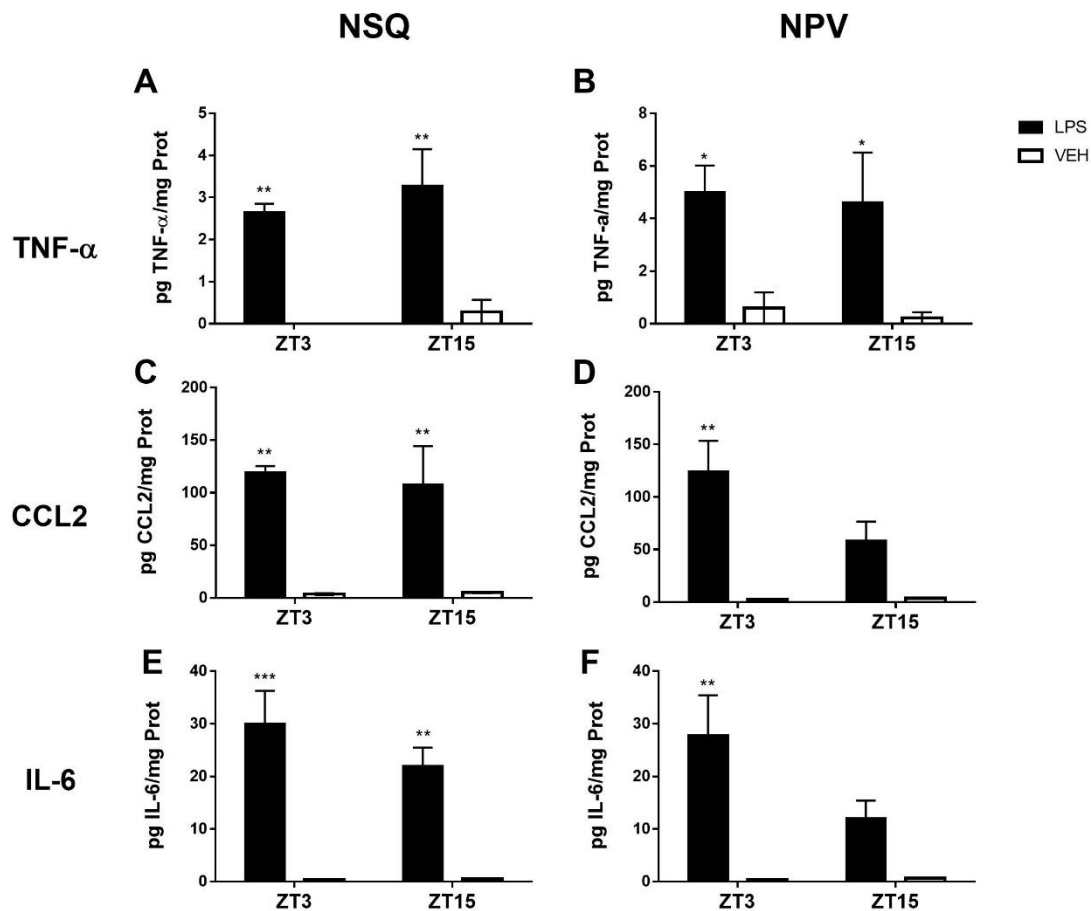 NSQ
NPV
TNF-α
A
pg TNF-α/mg Prot
5
4
3
2
1
0
**
**
ZT3
ZT15
B
pg TNF-a/mg Prot
8
6
4
2
0
*
*
ZT3
ZT15
LPS
VEH
CCL2
C
pg CCL2/mg Prot
200
150
100
50
0
**
**
ZT3
ZT15
D
pg CCL2/mg Prot
200
150
100
50
0
**
ZT3
ZT15
IL-6
E
pg IL-6/mg Prot
40
30
20
10
0
***
**
ZT3
ZT15
F
pg IL-6/mg Prot
40
30
20
10
0
**
ZT3
ZT15